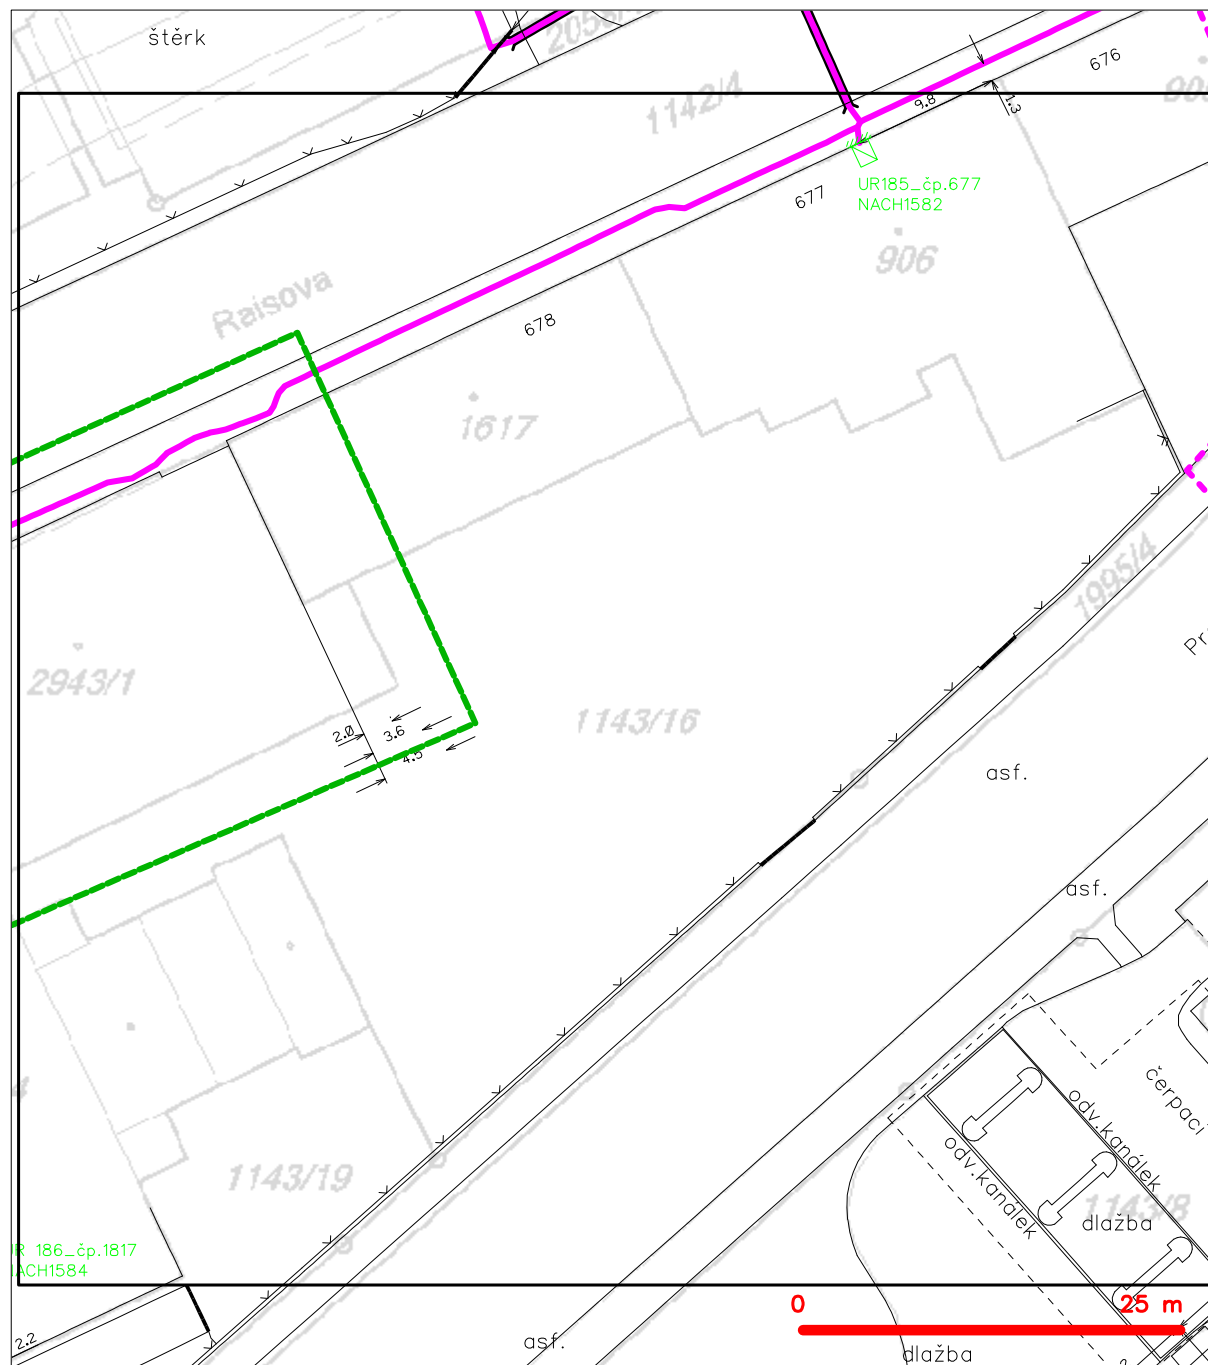 štěrk
2056/
676
1142/4
9.8
1.3
UR185_čp.677
NACH1582
677
906
Raisova
678
1617
1995/4
2943/1
1143/16
2.0
3.6
4.5
asf.
asf.
čerpací
odv.kanálek
odv.kanálek
1143/19
1143/8
dlažba
186_čp.1817
ACH1584
0
25 m
2.2
asf.
dlažba